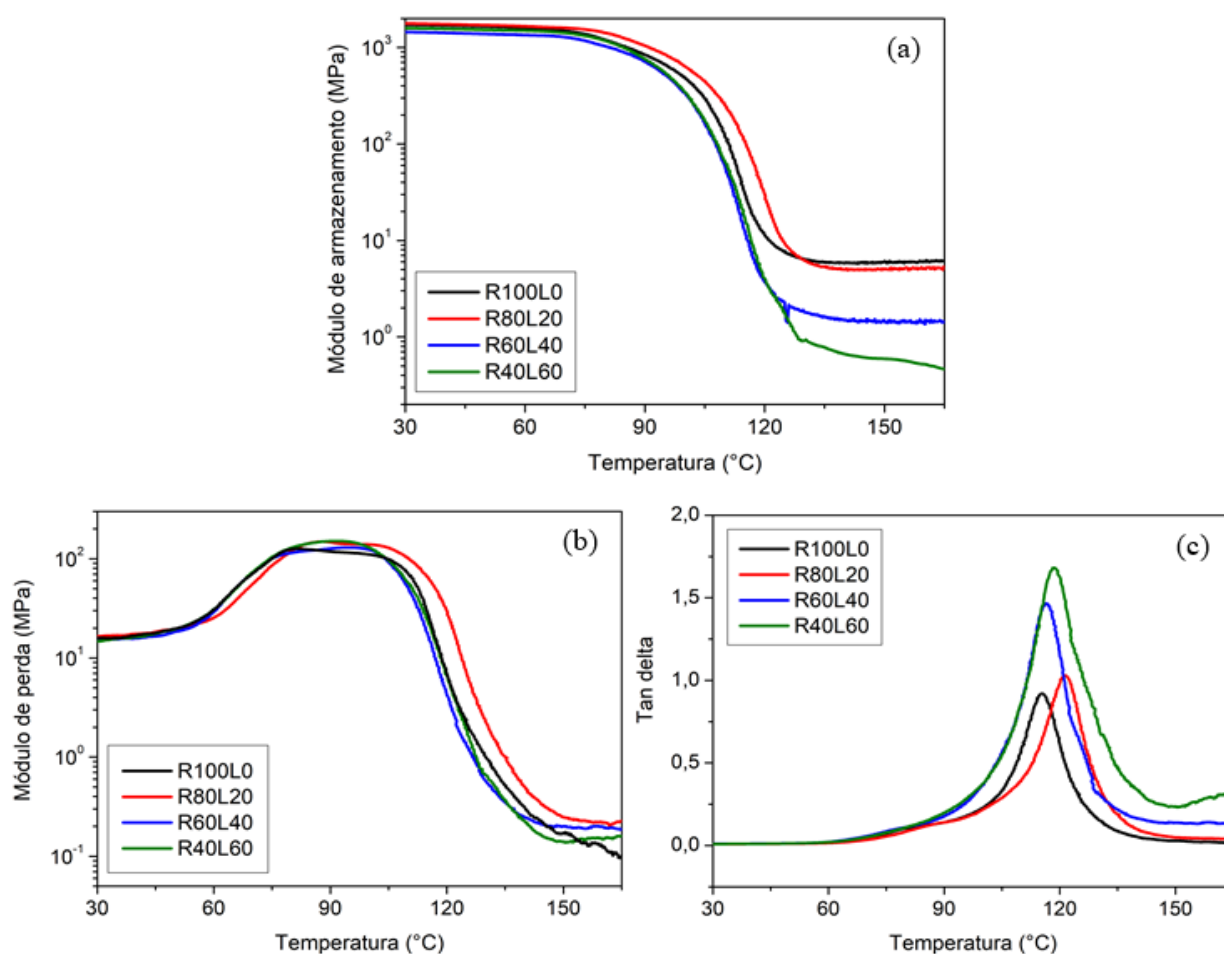 (a)
Módulo de armazenamento (MPa)
10³
10²
10¹
10⁰
R100L0
R80L20
R60L40
R40L60
30
60
90
120
150
Temperatura (°C)
(b)
Módulo de perda (MPa)
10²
10¹
10⁰
10⁻¹
R100L0
R80L20
R60L40
R40L60
30
60
90
120
150
Temperatura (°C)
(c)
Tan delta
2,0
1,5
1,0
0,5
0,0
R100L0
R80L20
R60L40
R40L60
30
60
90
120
150
Temperatura (°C)